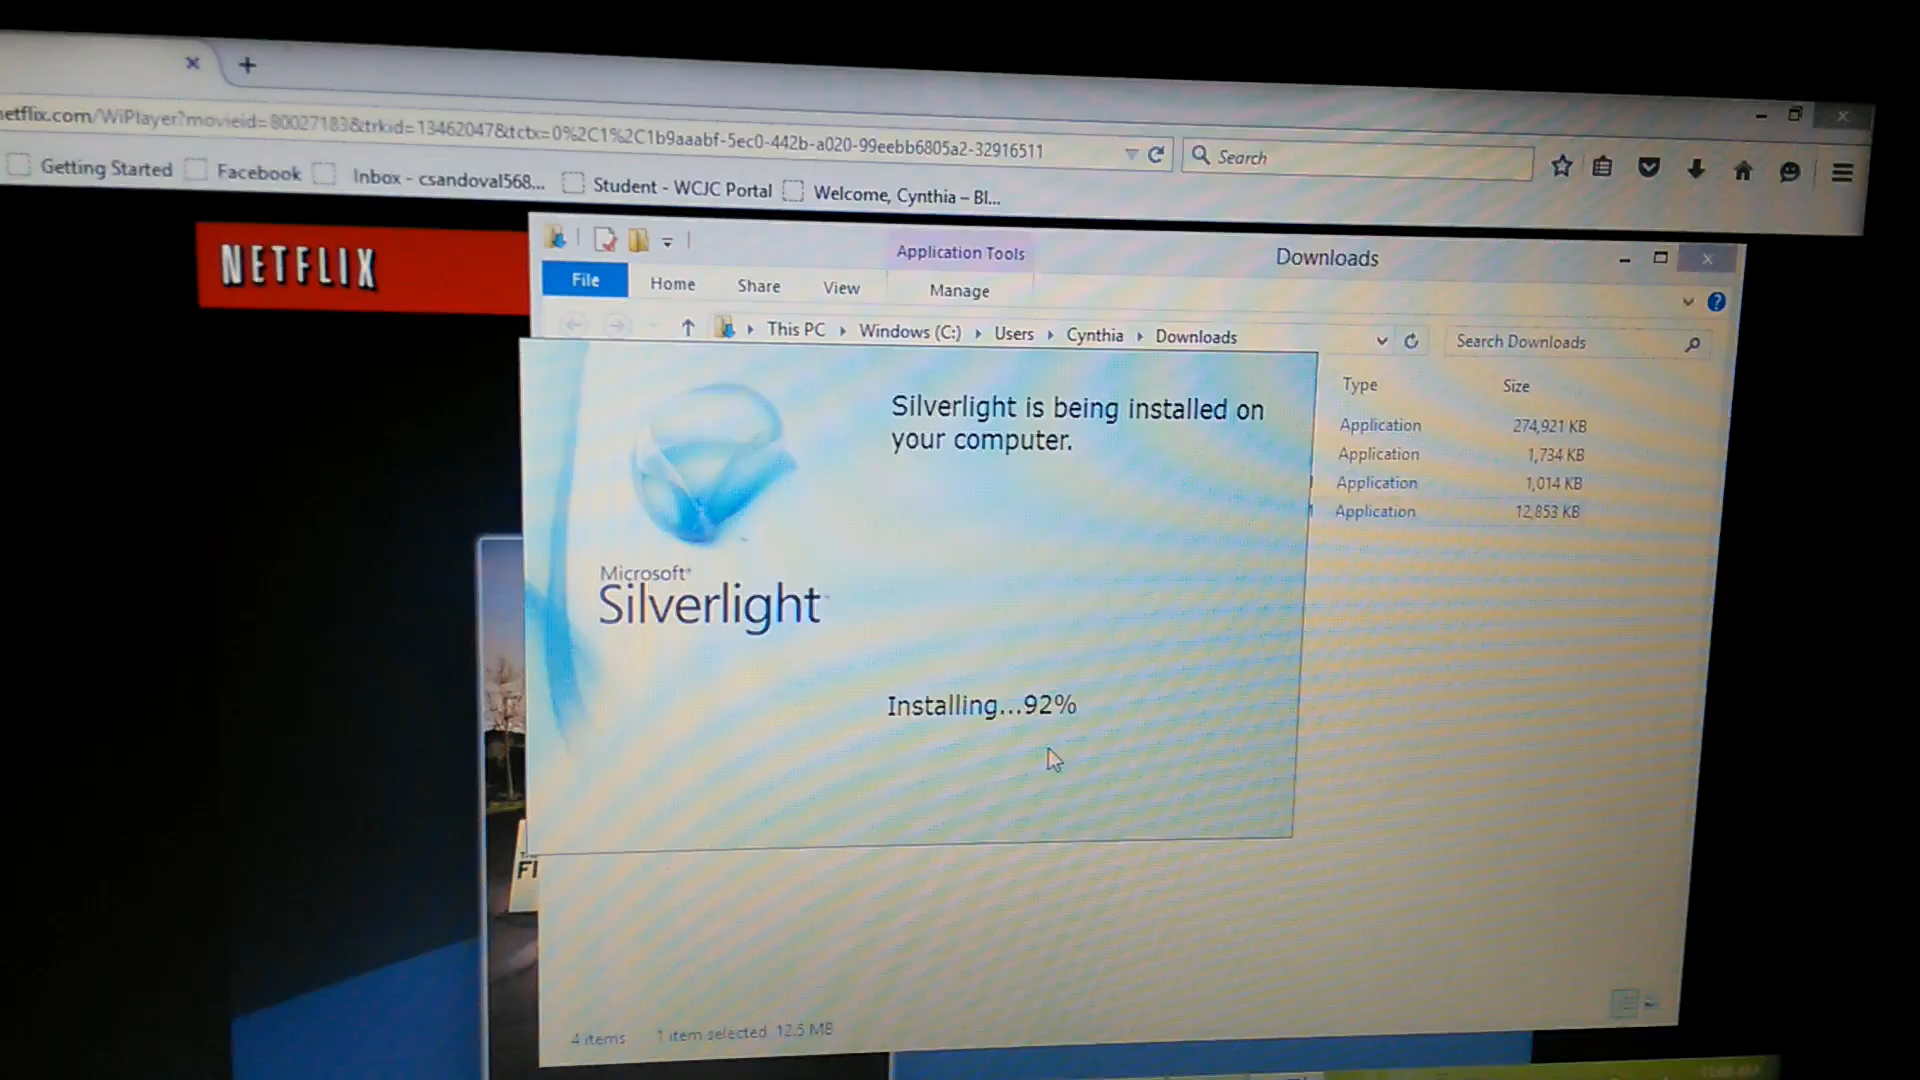 netflix.com/WiPlayer?movieid=80027183&trkid=13462047&tctx=0%2C1%2C1b9aaabf-5ec0-442b-a020-99eebb6805a2-32916511
Search
Getting Started
Facebook
Inbox - csandoval568...
Student - WCJC Portal
Welcome, Cynthia – Bl...
NETFLIX
Application Tools
Downloads
File
Home
Share
View
Manage
This PC
Windows (C:)
Users
Cynthia
Downloads
Search Downloads
Type
Size
Application
274,921 KB
Application
1,734 KB
Application
1,014 KB
Application
12,853 KB
Silverlight is being installed on
your computer.
Microsoft®
Silverlight™
Installing...92%
FI
4 items
1 item selected 12.5 MB